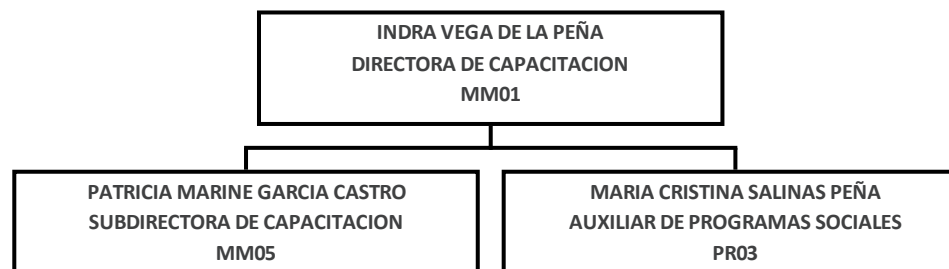 INDRA VEGA DE LA PEÑA
DIRECTORA DE CAPACITACION
MM01
PATRICIA MARINE GARCIA CASTRO
SUBDIRECTORA DE CAPACITACION
MM05
MARIA CRISTINA SALINAS PEÑA
AUXILIAR DE PROGRAMAS SOCIALES
PR03